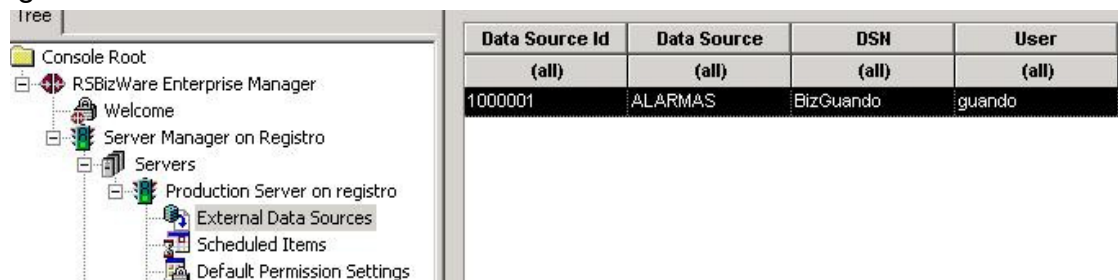 Tree
Console Root
RSBizWare Enterprise Manager
Welcome
Server Manager on Registro
Servers
Production Server on registro
External Data Sources
Scheduled Items
Default Permission Settings
Data Source Id Data Source DSN User
(all) (all) (all) (all)
1000001 ALARMAS BizGuando guando